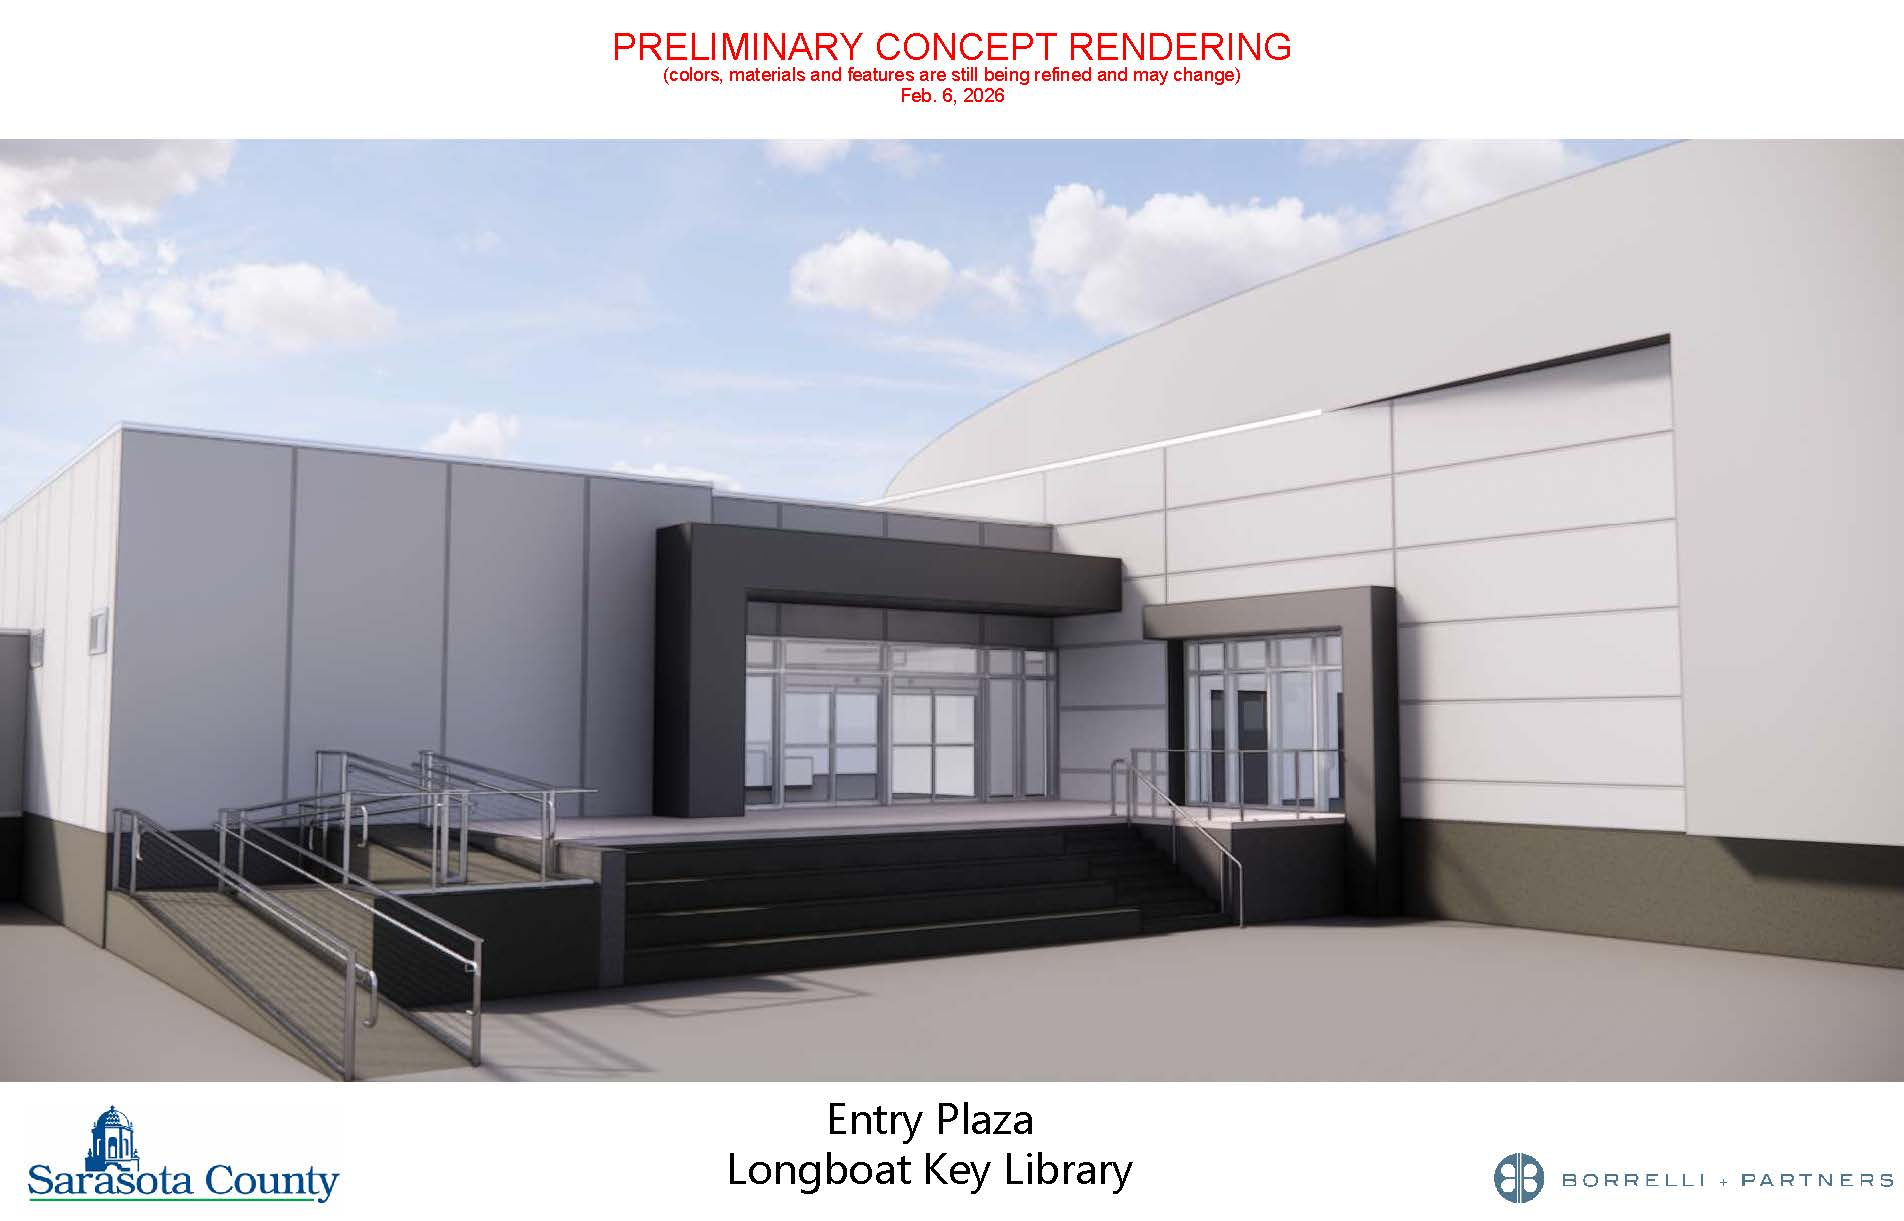 PRELIMINARY CONCEPT RENDERING
(colors, materials and features are still being refined and may change)
Feb. 6, 2026
Entry Plaza
Longboat Key Library
Sarasota County
BORRELLI + PARTNERS